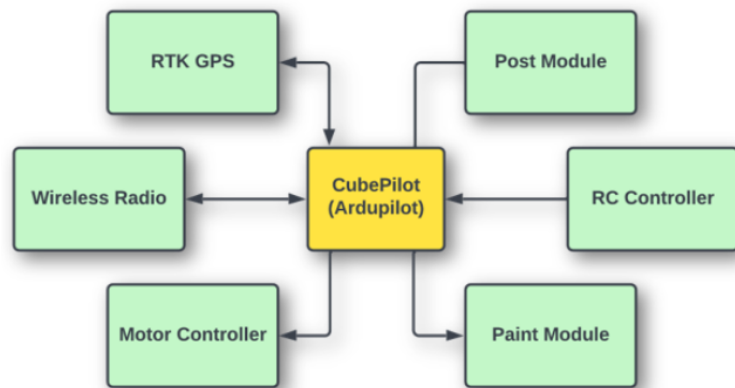 RTK GPS
Post Module
Wireless Radio
CubePilot
(Ardupilot)
RC Controller
Motor Controller
Paint Module